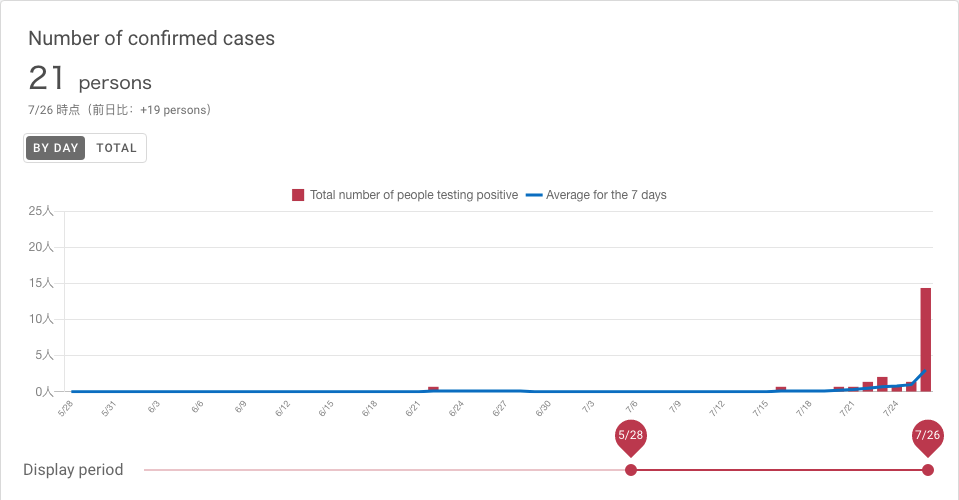 Number of confirmed cases
21 persons
7/26 時点（前日比： +19 persons）
BY DAY TOTAL
Total number of people testing positive Average for the 7 days
25人
20人
15人
10人
5人
0人
5/28 5/31 6/3 6/6 6/9 6/12 6/15 6/18 6/21 6/24 6/27 6/30 7/3 7/6 7/9 7/12 7/15 7/18 7/21 7/24
5/28 7/26
Display period